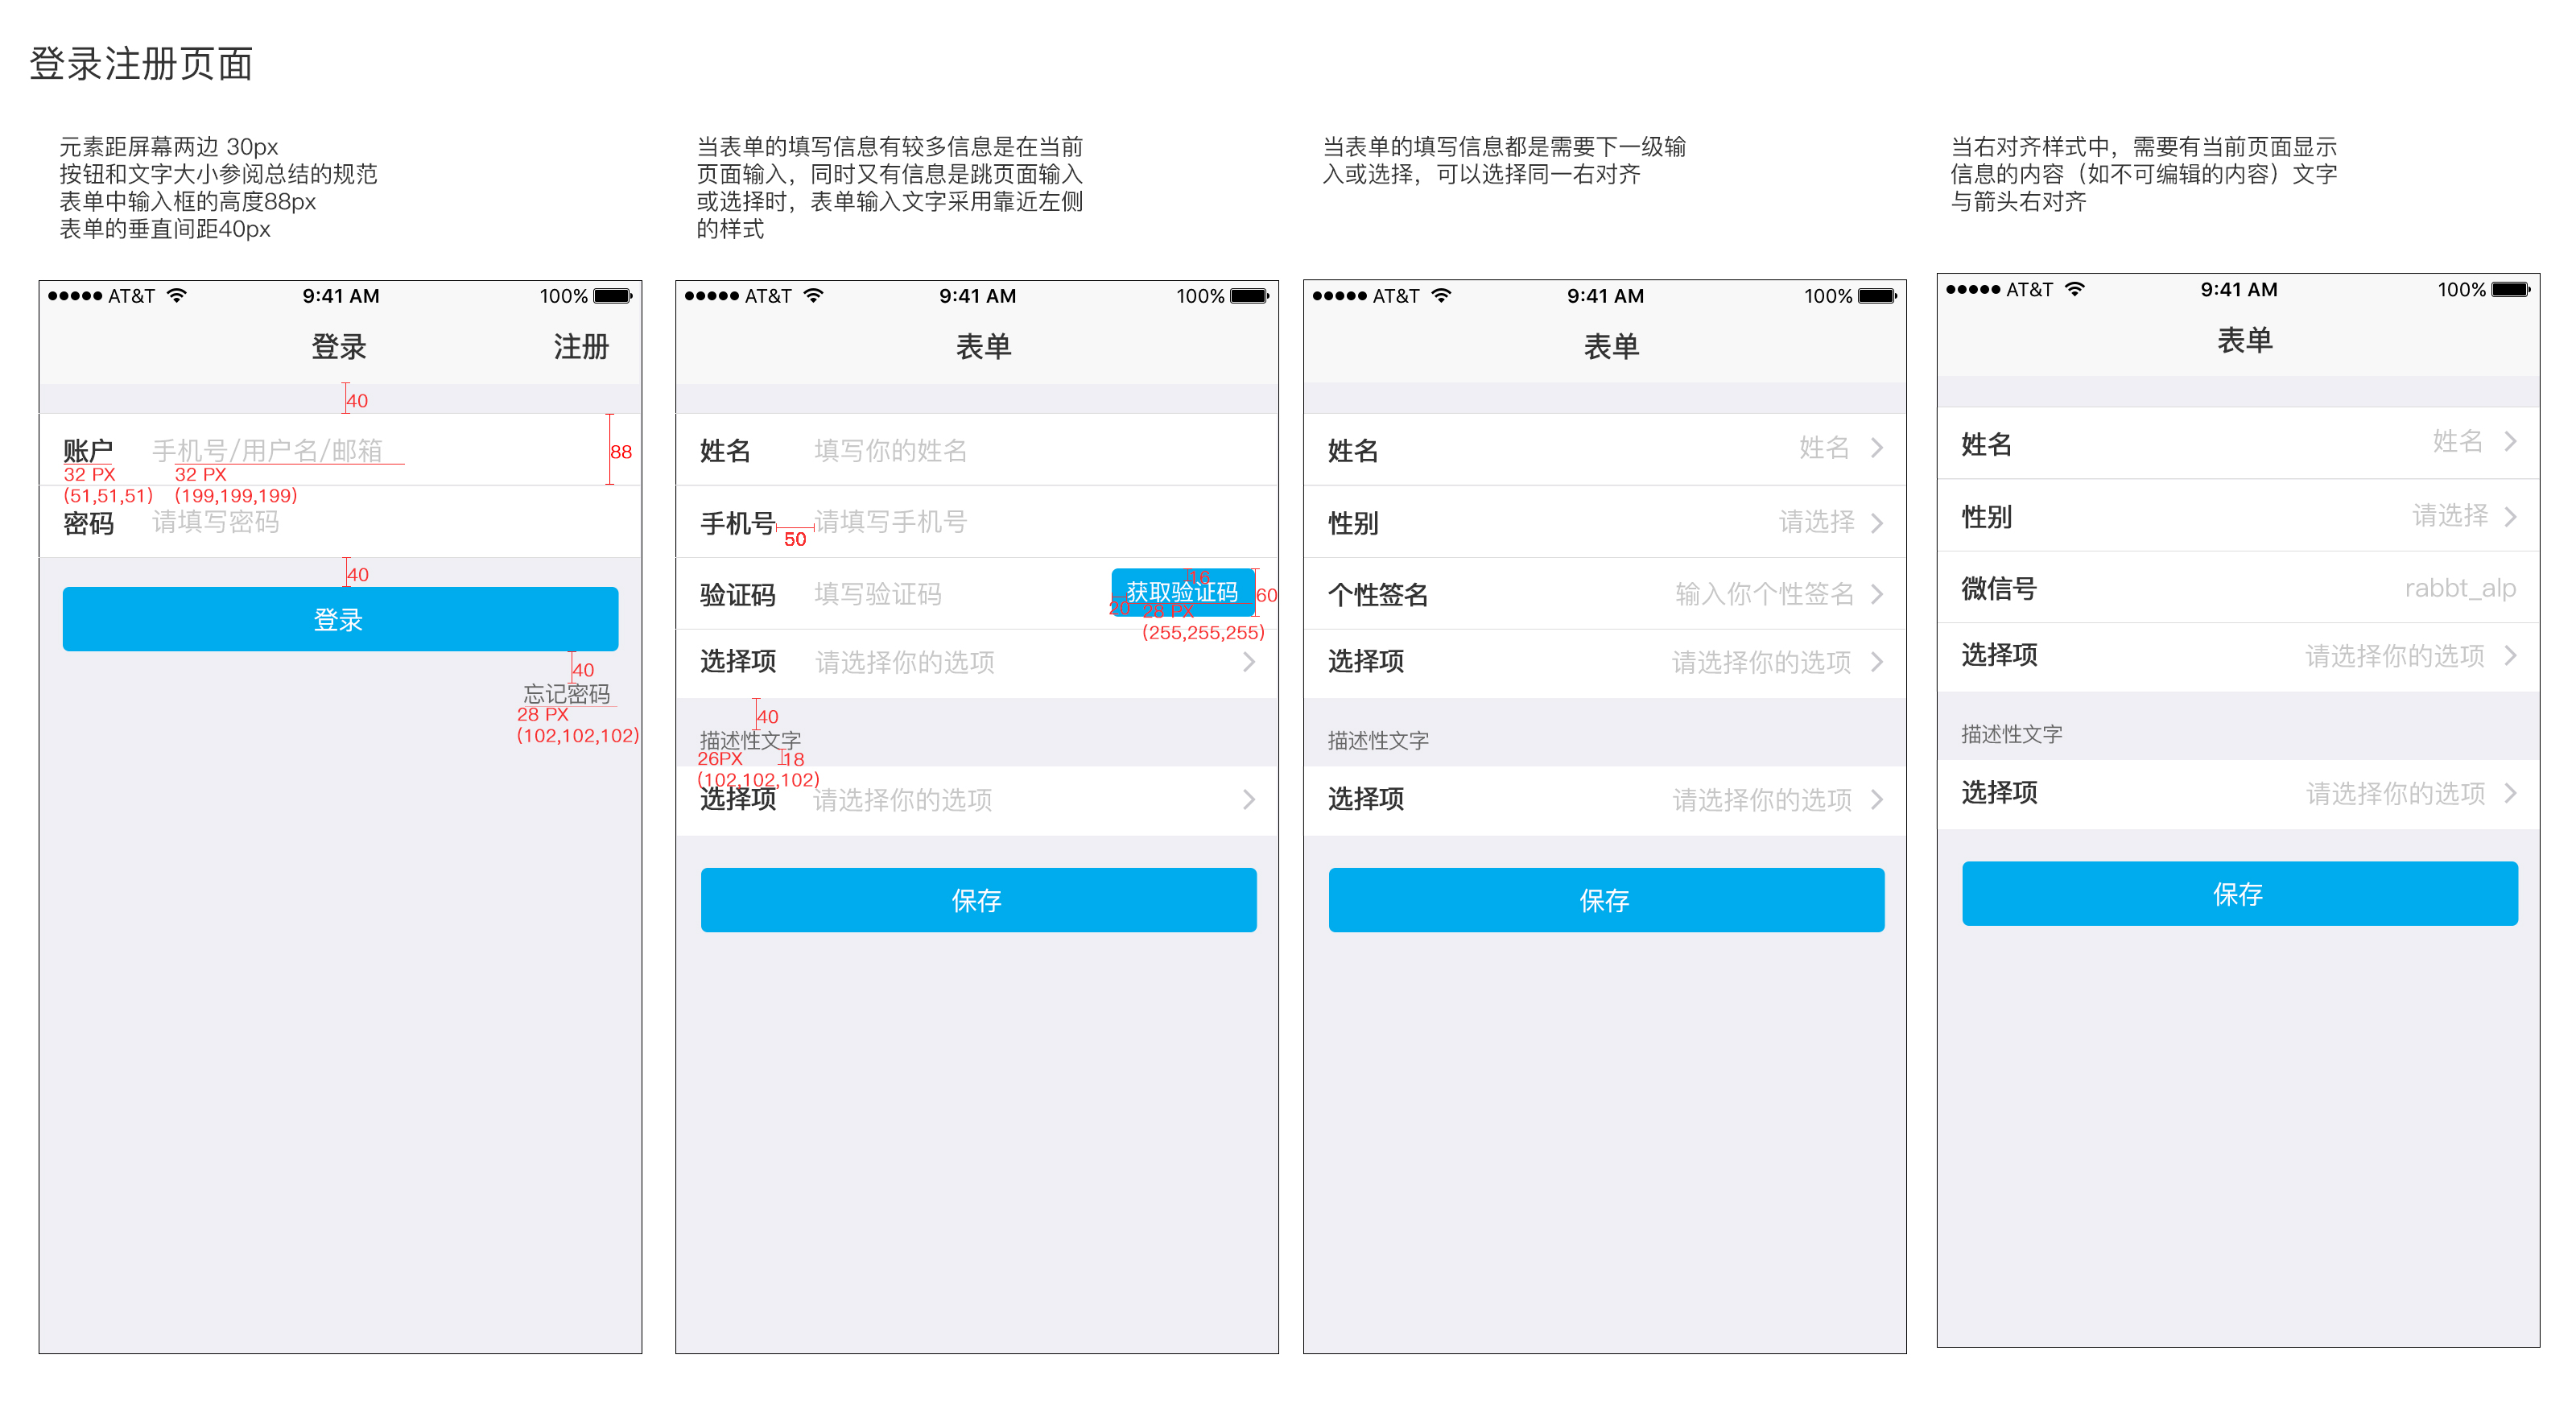 登录注册页面
元素距屏幕两边 30px
按钮和文字大小参阅总结的规范
表单中输入框的高度88px
表单的垂直间距40px
当表单的填写信息有较多信息是在当前
页面输入，同时又有信息是跳页面输入
或选择时，表单输入文字采用靠近左侧
的样式
当表单的填写信息都是需要下一级输
入或选择，可以选择同一右对齐
当右对齐样式中，需要有当前页面显示
信息的内容（如不可编辑的内容）文字
与箭头右对齐
AT&T 9:41 AM 100%
登录 注册
40
账户 手机号/用户名/邮箱
88
32 PX 32 PX
(51,51,51) (199,199,199)
密码 请填写密码
40
登录
40
忘记密码
28 PX
(102,102,102)
AT&T 9:41 AM 100%
表单
姓名 填写你的姓名
手机号 请填写手机号
50
验证码 填写验证码 获取验证码
16
60
20 28 PX
(255,255,255)
选择项 请选择你的选项
40
描述性文字
26PX 18
(102,102,102)
选择项 请选择你的选项
保存
AT&T 9:41 AM 100%
表单
姓名 姓名
性别 请选择
个性签名 输入你个性签名
选择项 请选择你的选项
描述性文字
选择项 请选择你的选项
保存
AT&T 9:41 AM 100%
表单
姓名 姓名
性别 请选择
微信号 rabbt_alp
选择项 请选择你的选项
描述性文字
选择项 请选择你的选项
保存